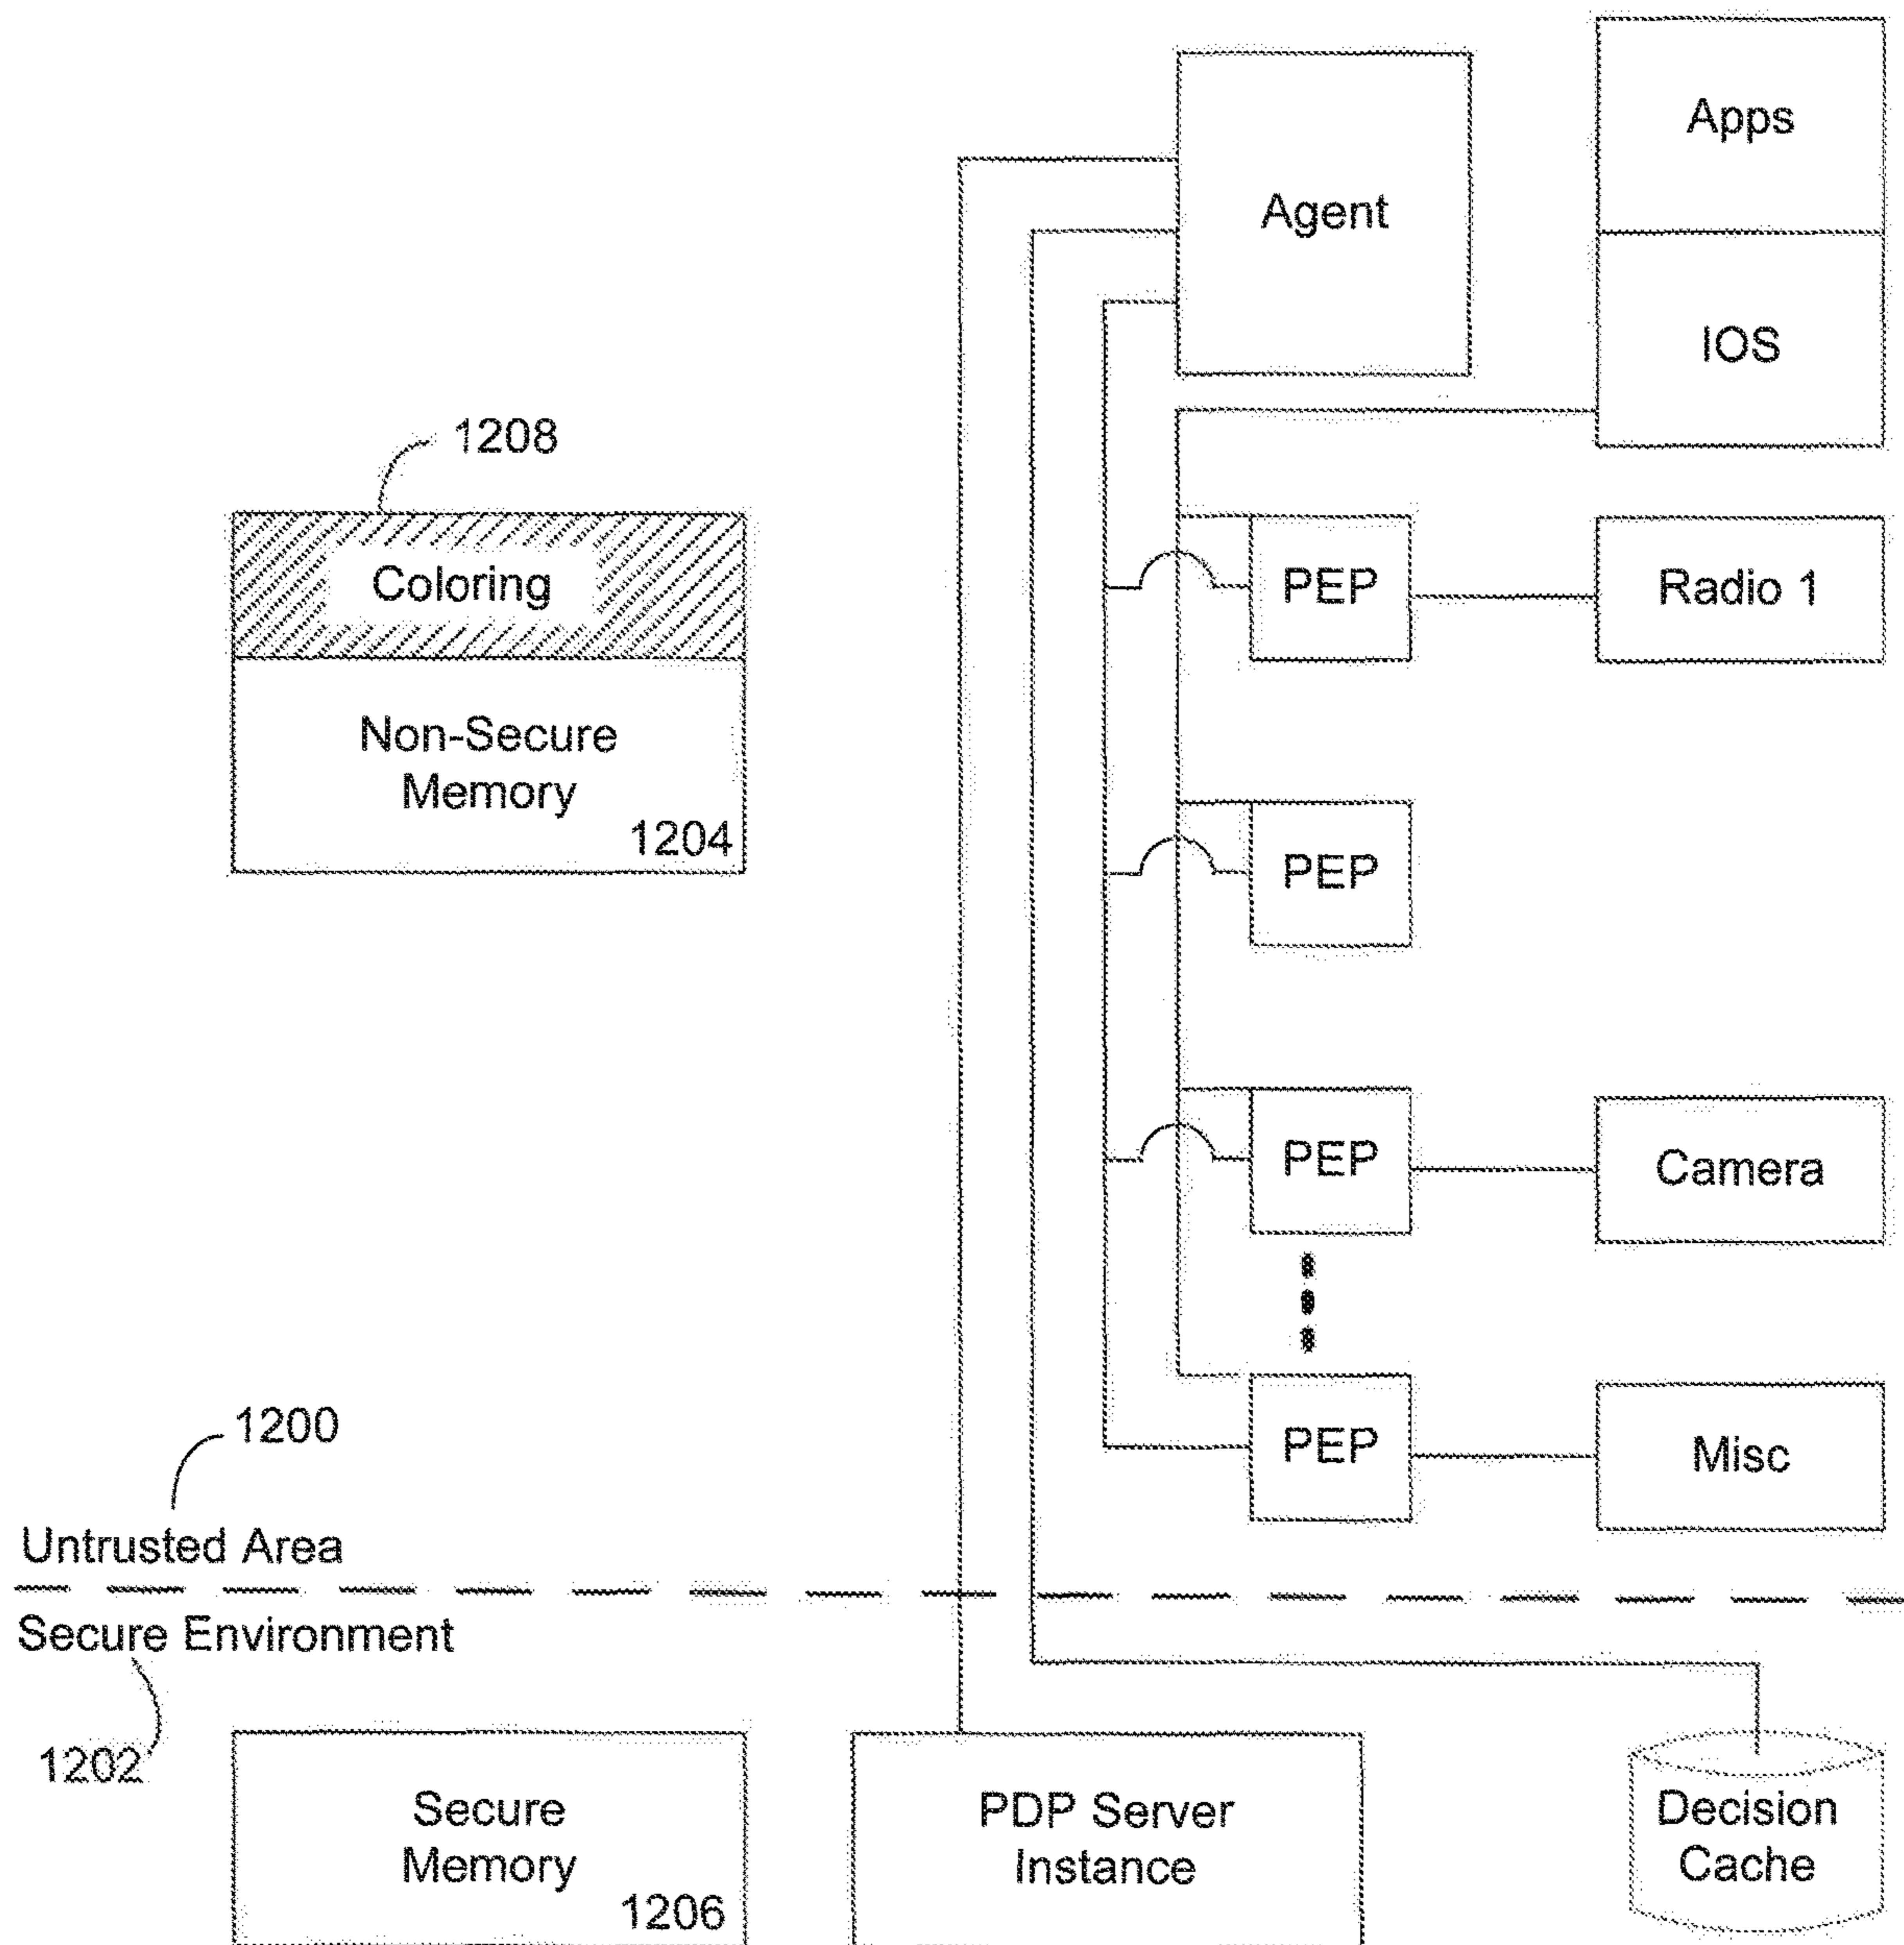 Apps
Agent
IOS
1208
Coloring
PEP
Radio 1
Non-Secure
Memory
1204
PEP
PEP
Camera
1200
PEP
Misc
Untrusted Area
Secure Environment
1202
Secure
Memory
1206
PDP Server
Instance
Decision
Cache